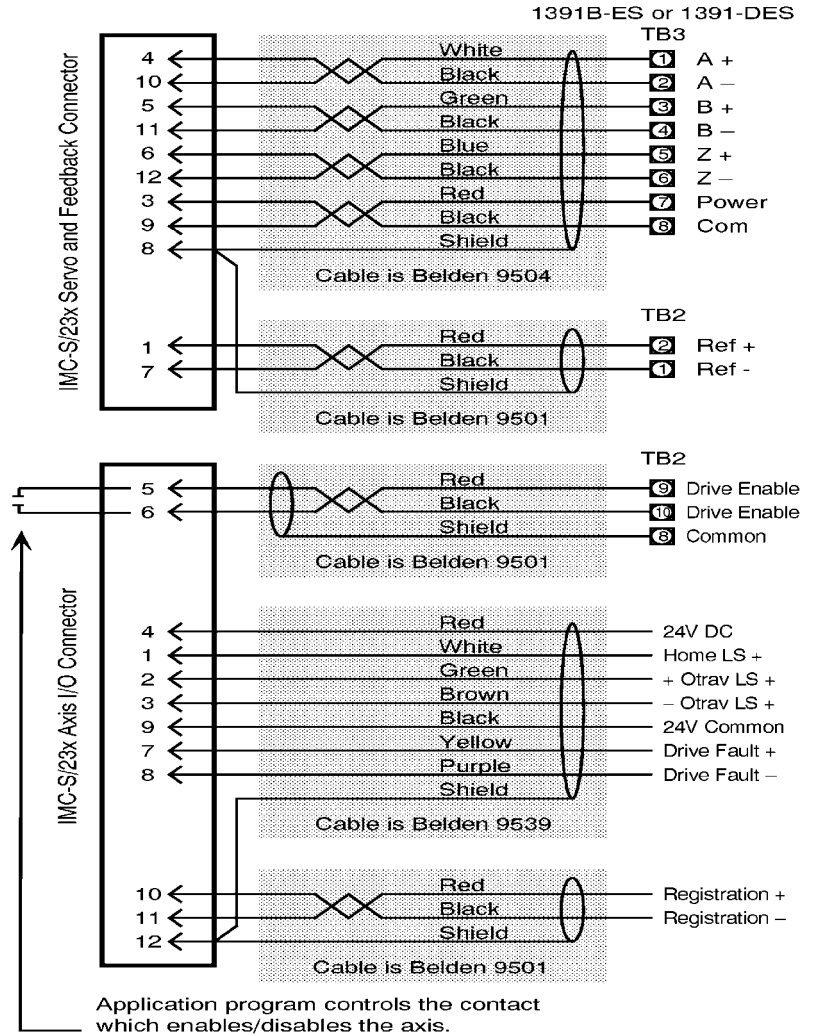 1391B-ES or 1391-DES
TB3
IMC-S/23x Servo and Feedback Connector
4 White 1 A +
10 Black 2 A –
5 Green 3 B +
11 Black 4 B –
6 Blue 5 Z +
12 Black 6 Z –
3 Red 7 Power
9 Black 8 Com
8 Shield
Cable is Belden 9504
TB2
1 Red 2 Ref +
7 Black 1 Ref -
Shield
Cable is Belden 9501
TB2
IMC-S/23x Axis I/O Connector
5 Red 9 Drive Enable
6 Black 10 Drive Enable
Shield 8 Common
Cable is Belden 9501
4 Red 24V DC
1 White Home LS +
2 Green + Otrav LS +
3 Brown – Otrav LS +
9 Black 24V Common
7 Yellow Drive Fault +
8 Purple Drive Fault –
Shield
Cable is Belden 9539
10 Red Registration +
11 Black Registration –
12 Shield
Cable is Belden 9501
Application program controls the contact
which enables/disables the axis.